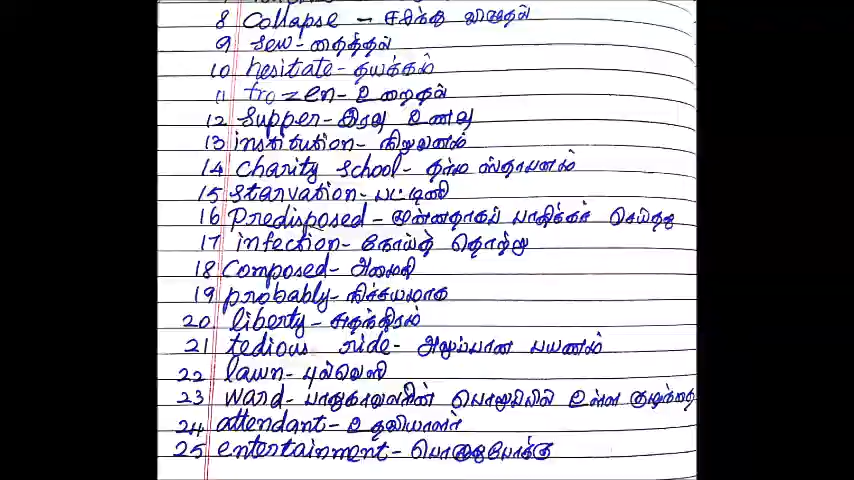 8 Collapse - சரிந்து விழுதல்
9 sew - தைத்தல்
10 hesitate - தயக்கம்
11 frozen - உறைதல்
12 Supper - இரவு உணவு
13 institution - நிறுவனம்
14 Charity School - தர்ம ஸ்தாபனம்
15 starvation - பட்டினி
16 Predisposed - முன்னதாகப் பாதிக்கச் செய்தது
17 infection - நோய்த் தொற்று
18 Composed - அமைதி
19 probably - நிச்சயமாக
20. liberty - சுதந்திரம்
21 tedious ride - அலுப்பான பயணம்
22 lawn - புல்வெளி
23 ward - பாதுகாவலரின் பொறுப்பில் உள்ள குழந்தை
24 attendant - உதவியாளர்
25 entertainment - பொழுதுபோக்கு